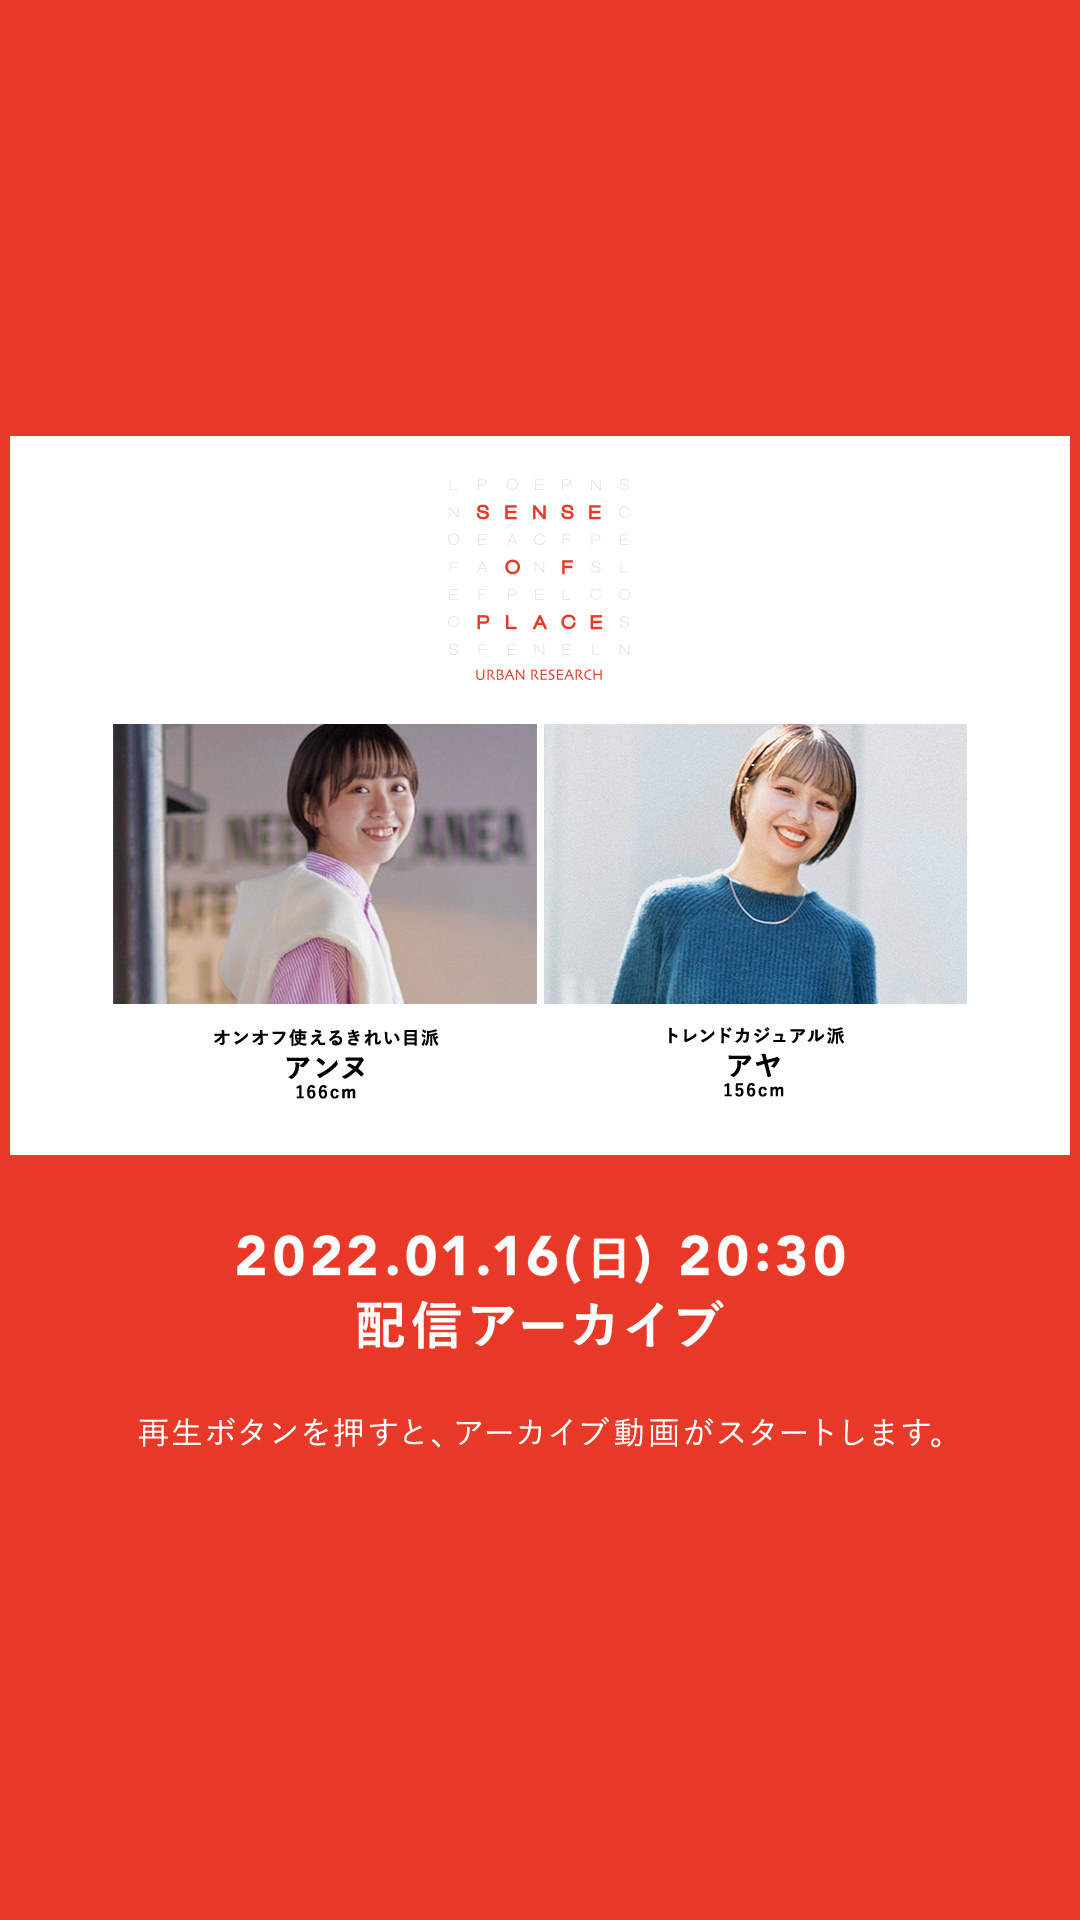 L P O E P N S
N S E N S E C
O E A C F P E
F A O N F S L
E F P E L C O
C P L A C E S
S F E N E L N
URBAN RESEARCH
オンオフ使えるきれい目派
アンヌ
166cm
トレンドカジュアル派
アヤ
156cm
2022.01.16(日) 20:30
配信アーカイブ
再生ボタンを押すと、アーカイブ動画がスタートします。